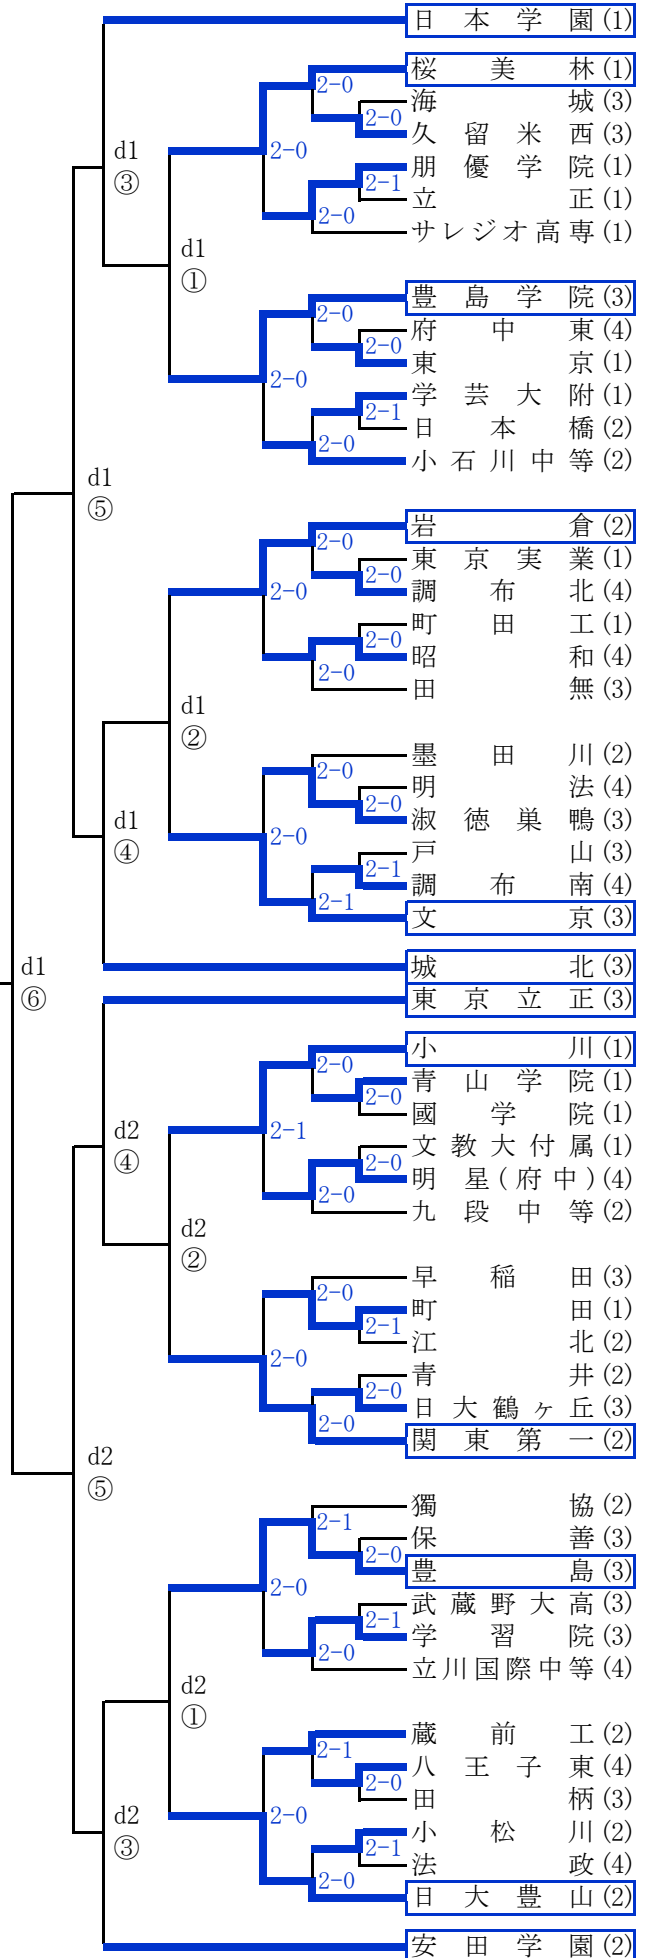 日本学園(1)
桜美林(1)
2-0
海城(3)
2-0
久留米西(3)
d1
2-0
③
朋優学院(1)
2-1
立正(1)
2-0
サレジオ高専(1)
d1
①
豊島学院(3)
2-0
府中東(4)
2-0
東京(1)
2-0
学芸大附(1)
2-1
日本橋(2)
2-0
小石川中等(2)
d1
⑤
岩倉(2)
2-0
東京実業(1)
2-0
調布北(4)
2-0
町田工(1)
2-0
昭和(4)
2-0
田無(3)
d1
②
墨田川(2)
2-0
明法(4)
2-0
淑徳巣鴨(3)
d1
2-0
④
戸山(3)
2-1
調布南(4)
2-1
文京(3)
城北(3)
d1
⑥
東京立正(3)
小川(1)
2-0
青山学院(1)
2-0
國学院(1)
d2
2-1
④
文教大付属(1)
2-0
明星(府中)(4)
2-0
九段中等(2)
d2
②
早稲田(3)
2-0
町田(1)
2-1
江北(2)
2-0
青井(2)
2-0
日大鶴ヶ丘(3)
2-0
関東第一(2)
d2
⑤
獨協(2)
2-1
保善(3)
2-0
豊島(3)
2-0
武蔵野大高(3)
2-1
学習院(3)
2-0
立川国際中等(4)
d2
①
蔵前工(2)
2-1
八王子東(4)
2-0
田柄(3)
d2
2-0
③
小松川(2)
2-1
法政(4)
2-0
日大豊山(2)
安田学園(2)